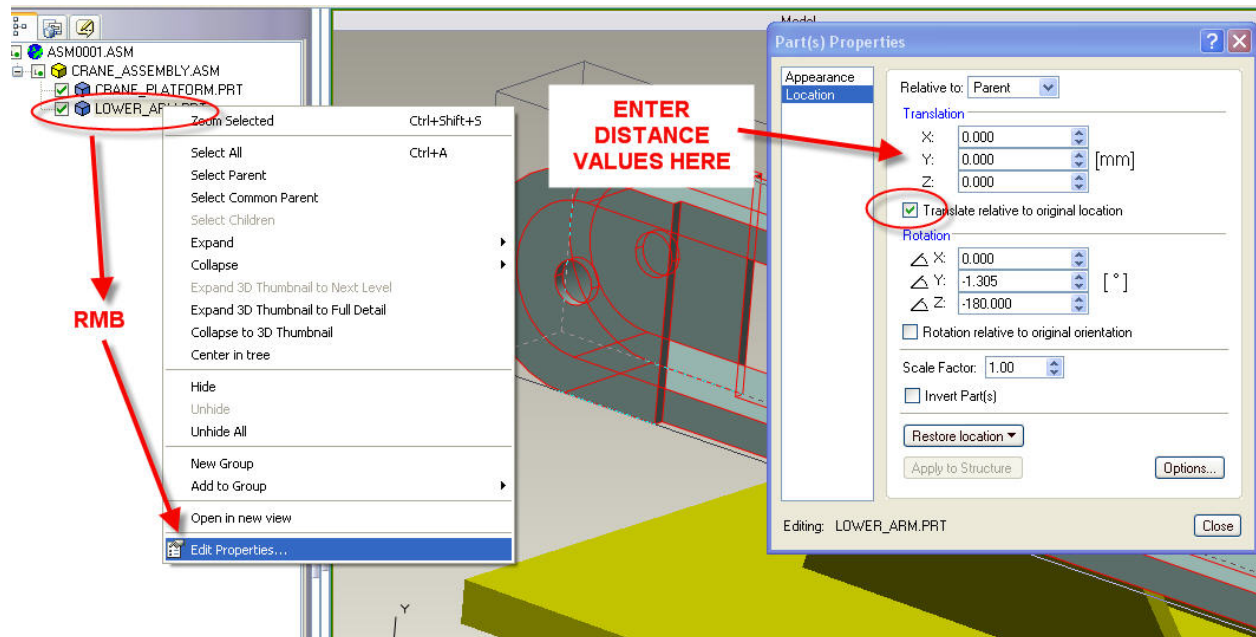 Model
ASM0001.ASM
CRANE_ASSEMBLY.ASM
CRANE_PLATFORM.PRT
LOWER_ARM.PRT
Zoom Selected Ctrl+Shift+S
Select All Ctrl+A
Select Parent
Select Common Parent
Select Children
Expand
Collapse
Expand 3D Thumbnail to Next Level
Expand 3D Thumbnail to Full Detail
Collapse to 3D Thumbnail
Center in tree
Hide
Unhide
Unhide All
New Group
Add to Group
Open in new view
Edit Properties...
RMB
ENTER
DISTANCE
VALUES HERE
Y
Part(s) Properties
Appearance
Location
Relative to: Parent
Translation
X: 0.000
Y: 0.000 [mm]
Z: 0.000
Translate relative to original location
Rotation
X: 0.000
Y: -1.305 [°]
Z: -180.000
Rotation relative to original orientation
Scale Factor: 1.00
Invert Part(s)
Restore location
Apply to Structure Options...
Editing: LOWER_ARM.PRT Close